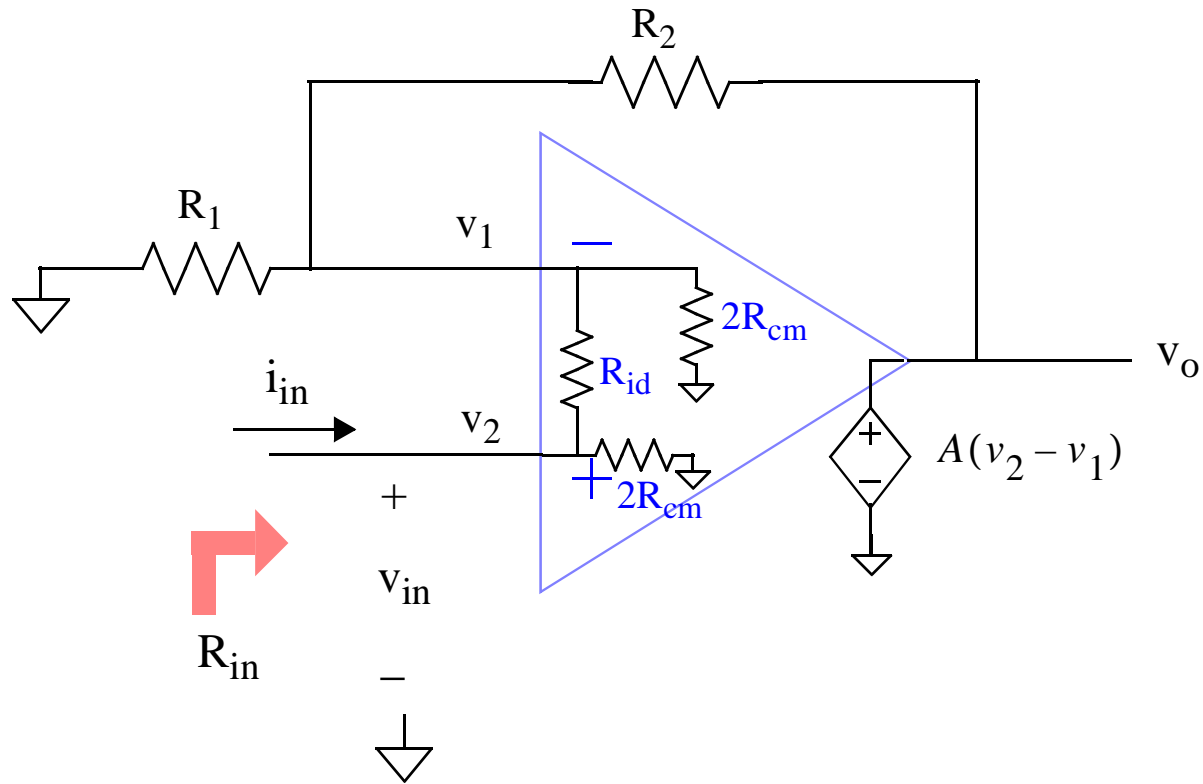 R2
R1
v1
−
2Rcm
Rid
iin
v2
+
2Rcm
vo
+
−
A(v2 – v1)
+
vin
−
Rin